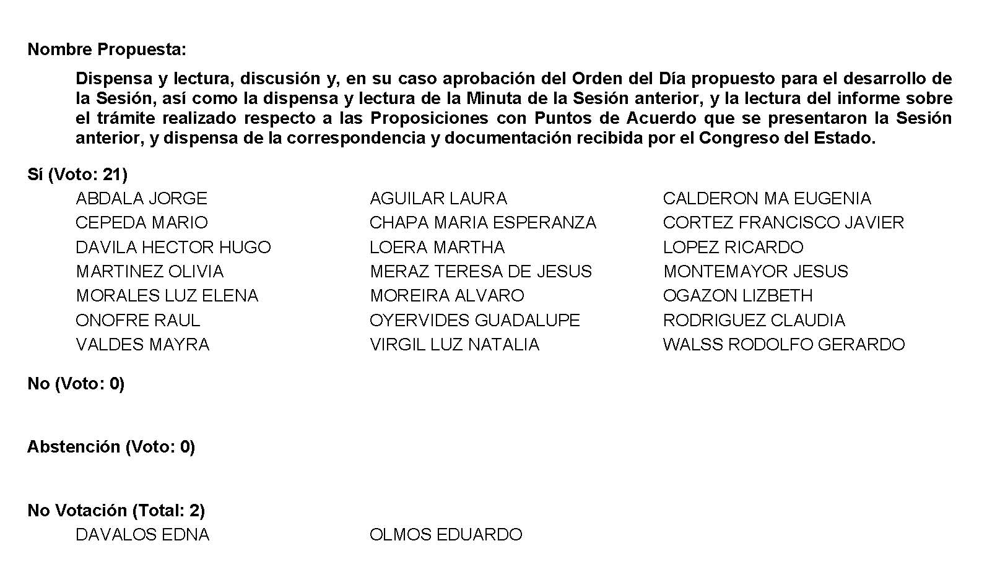 Nombre Propuesta:
Dispensa y lectura, discusión y, en su caso aprobación del Orden del Día propuesto para el desarrollo de
la Sesión, así como la dispensa y lectura de la Minuta de la Sesión anterior, y la lectura del informe sobre
el trámite realizado respecto a las Proposiciones con Puntos de Acuerdo que se presentaron la Sesión
anterior, y dispensa de la correspondencia y documentación recibida por el Congreso del Estado.
Sí (Voto: 21)
ABDALA JORGE AGUILAR LAURA CALDERON MA EUGENIA
CEPEDA MARIO CHAPA MARIA ESPERANZA CORTEZ FRANCISCO JAVIER
DAVILA HECTOR HUGO LOERA MARTHA LOPEZ RICARDO
MARTINEZ OLIVIA MERAZ TERESA DE JESUS MONTEMAYOR JESUS
MORALES LUZ ELENA MOREIRA ALVARO OGAZON LIZBETH
ONOFRE RAUL OYERVIDES GUADALUPE RODRIGUEZ CLAUDIA
VALDES MAYRA VIRGIL LUZ NATALIA WALSS RODOLFO GERARDO
No (Voto: 0)
Abstención (Voto: 0)
No Votación (Total: 2)
DAVALOS EDNA OLMOS EDUARDO